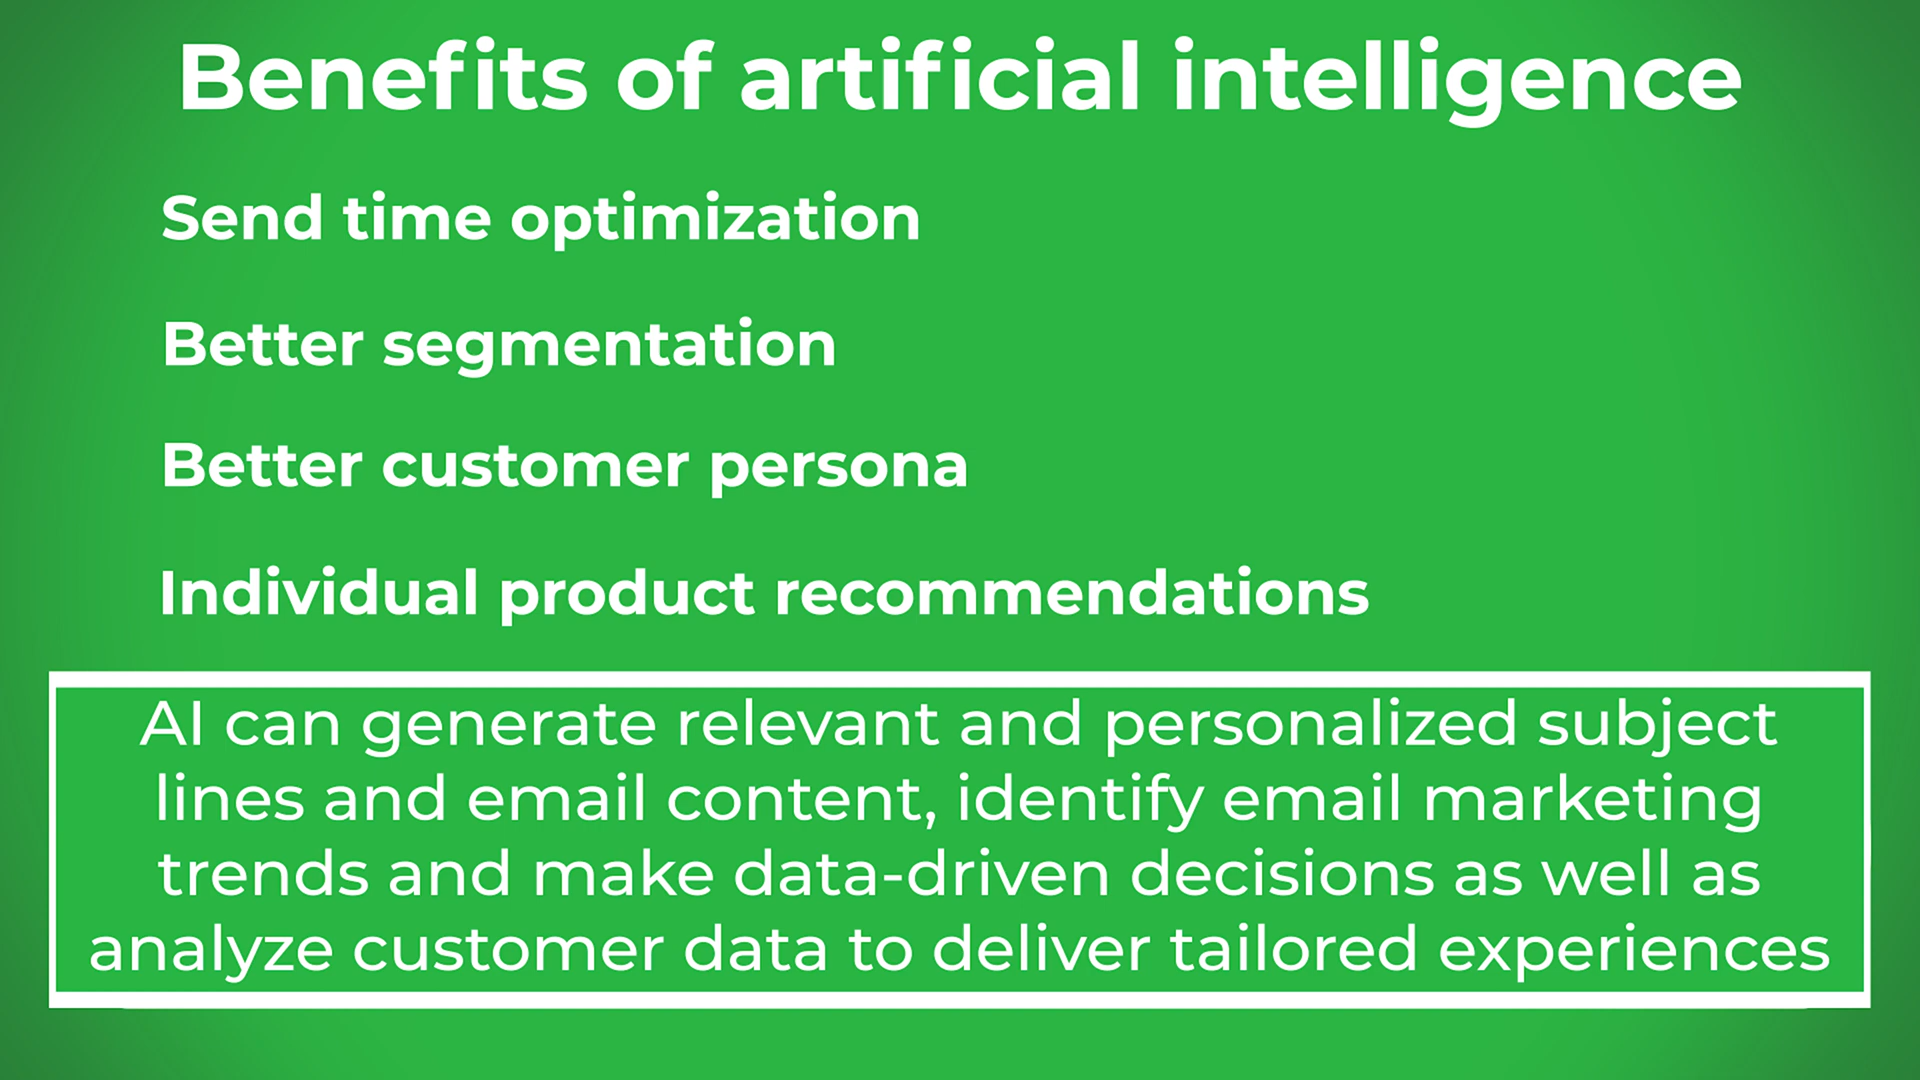 Benefits of artificial intelligence
Send time optimization
Better segmentation
Better customer persona
Individual product recommendations
AI can generate relevant and personalized subject
lines and email content, identify email marketing
trends and make data-driven decisions as well as
analyze customer data to deliver tailored experiences